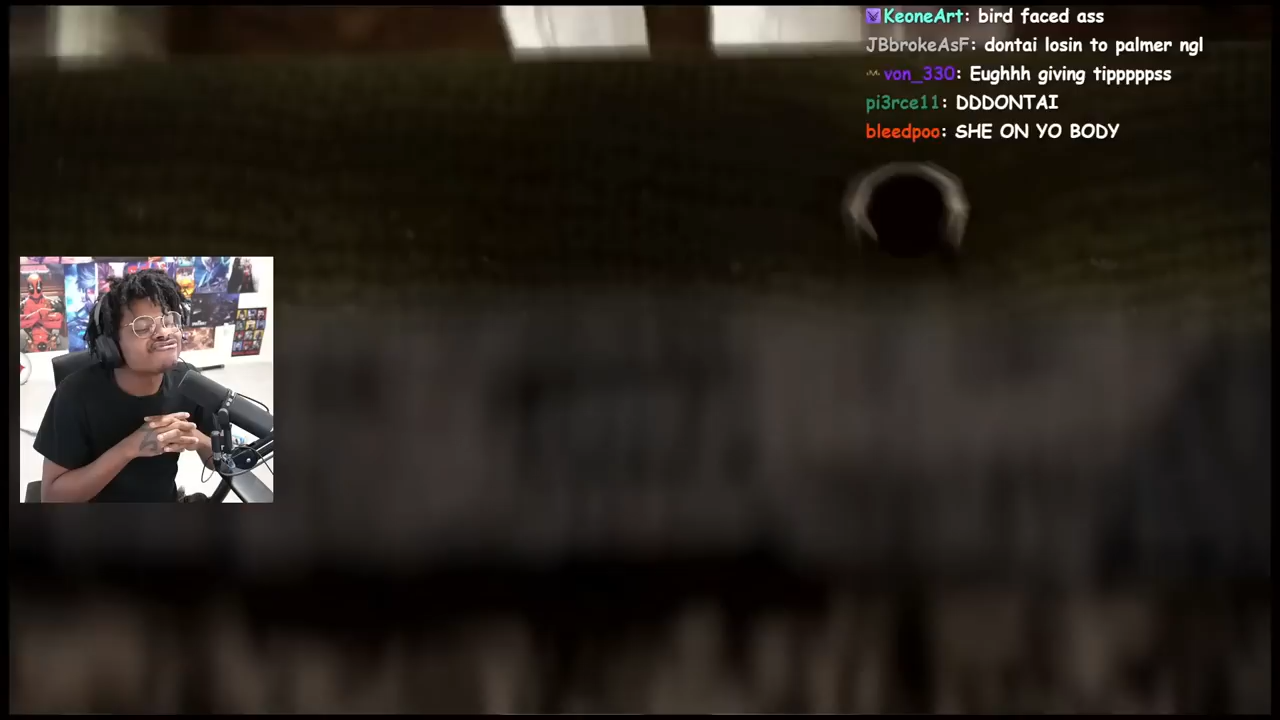 KeoneArt: bird faced ass
JBbrokeAsF: dontai losin to palmer ngl
von_330: Eughhh giving tipppppss
pi3rce11: DDDONTAI
bleedpoo: SHE ON YO BODY